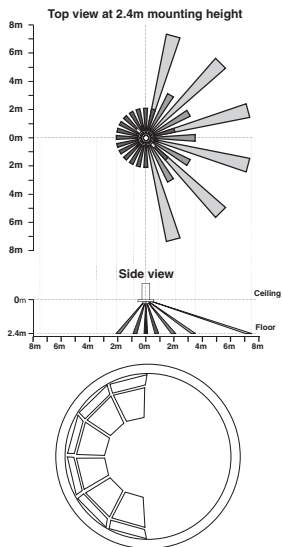 Top view at 2.4m mounting height
8m
6m
4m
2m
0m
2m
4m
6m
8m
Side view
Ceiling
0m
Floor
2.4m
8m 6m 4m 2m 0m 2m 4m 6m 8m